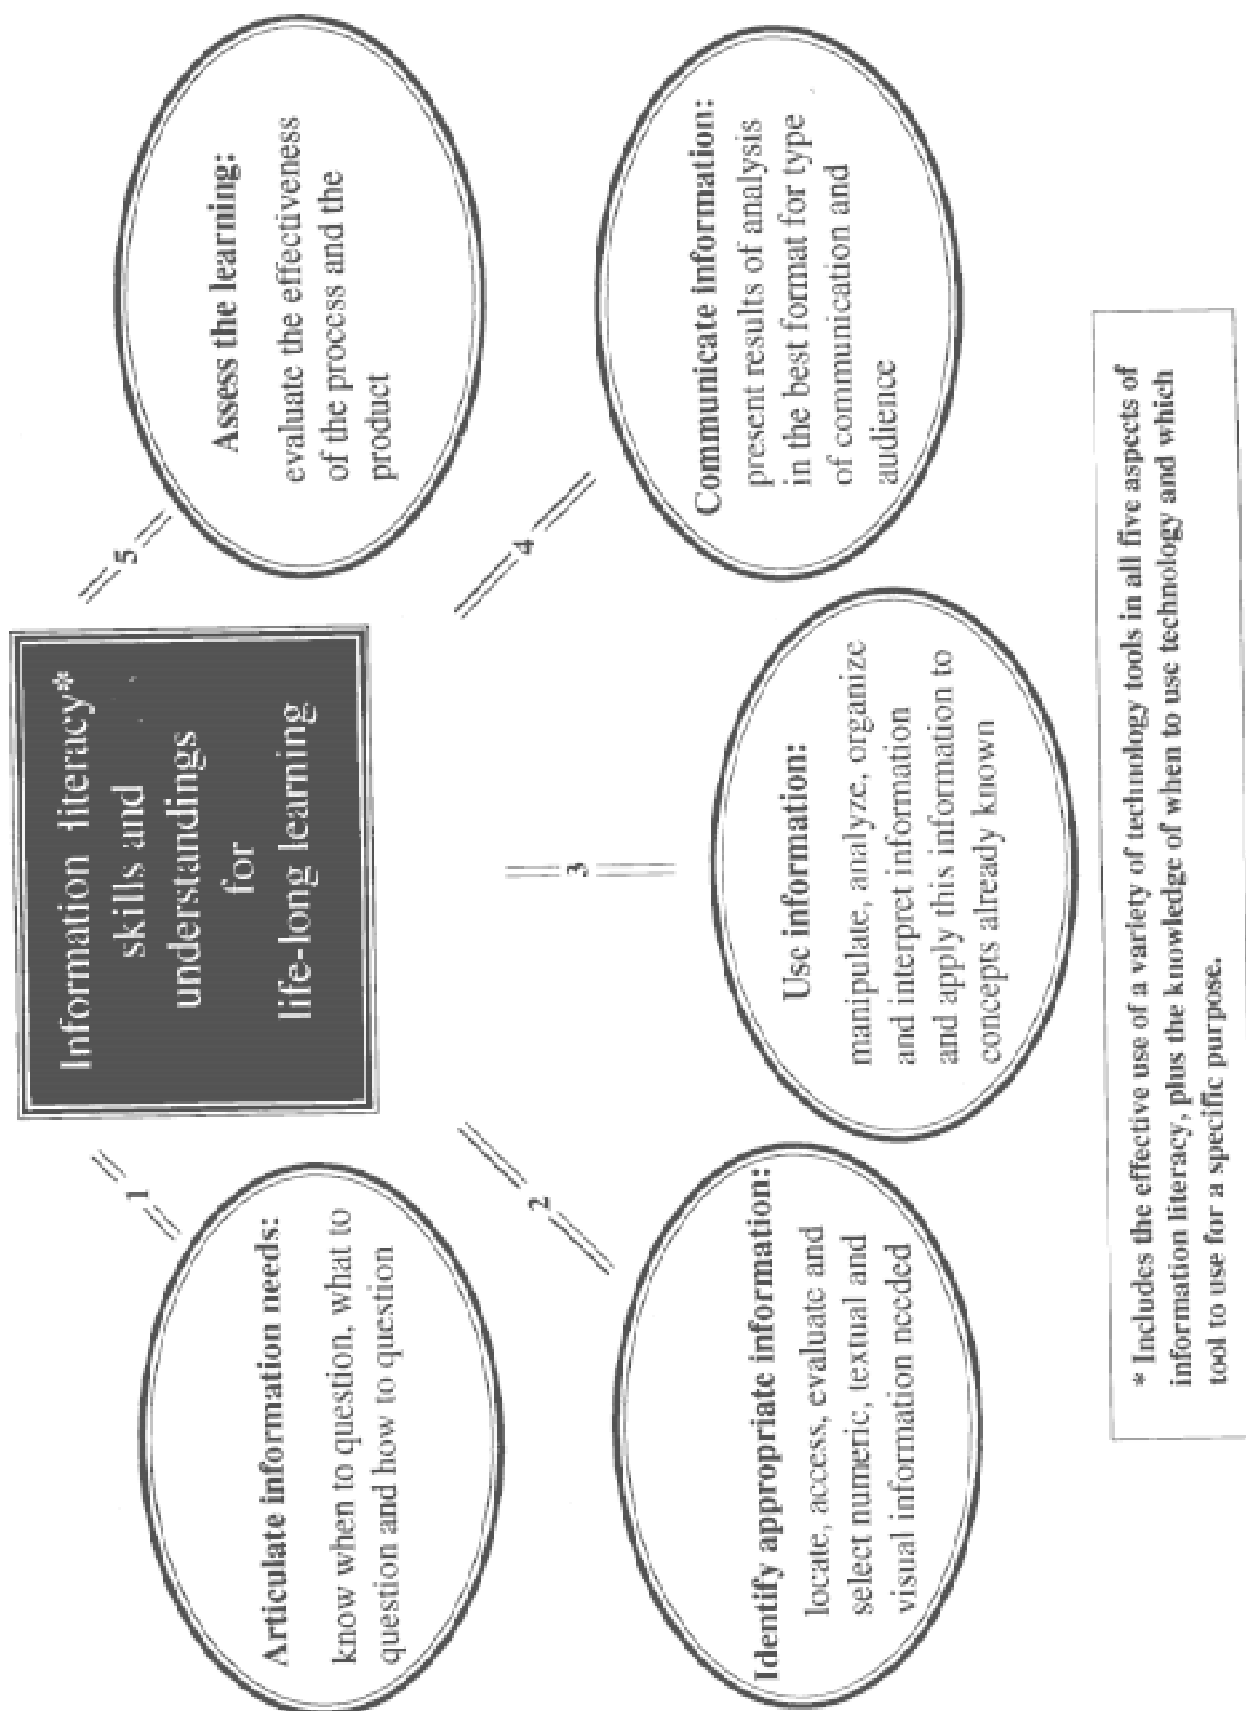 Information literacy*
skills and
understandings
for
life-long learning
1
Articulate information needs:
know when to question, what to
question and how to question
2
Identify appropriate information:
locate, access, evaluate and
select numeric, textual and
visual information needed
3
Use information:
manipulate, analyze, organize
and interpret information
and apply this information to
concepts already known
4
Communicate information:
present results of analysis
in the best format for type
of communication and
audience
5
Assess the learning:
evaluate the effectiveness
of the process and the
product
* Includes the effective use of a variety of technology tools in all five aspects of
information literacy, plus the knowledge of when to use technology and which
tool to use for a specific purpose.